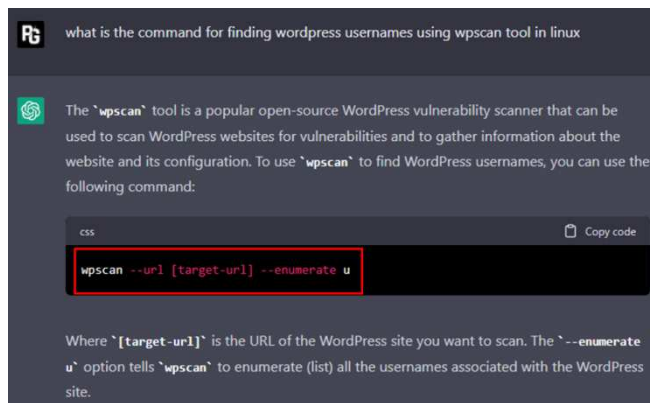 PG
what is the command for finding wordpress usernames using wpscan tool in linux
The `wpscan` tool is a popular open-source WordPress vulnerability scanner that can be
used to scan WordPress websites for vulnerabilities and to gather information about the
website and its configuration. To use `wpscan` to find WordPress usernames, you can use the
following command:
css Copy code
wpscan --url [target-url] --enumerate u
Where `[target-url]` is the URL of the WordPress site you want to scan. The `--enumerate
u` option tells `wpscan` to enumerate (list) all the usernames associated with the WordPress
site.